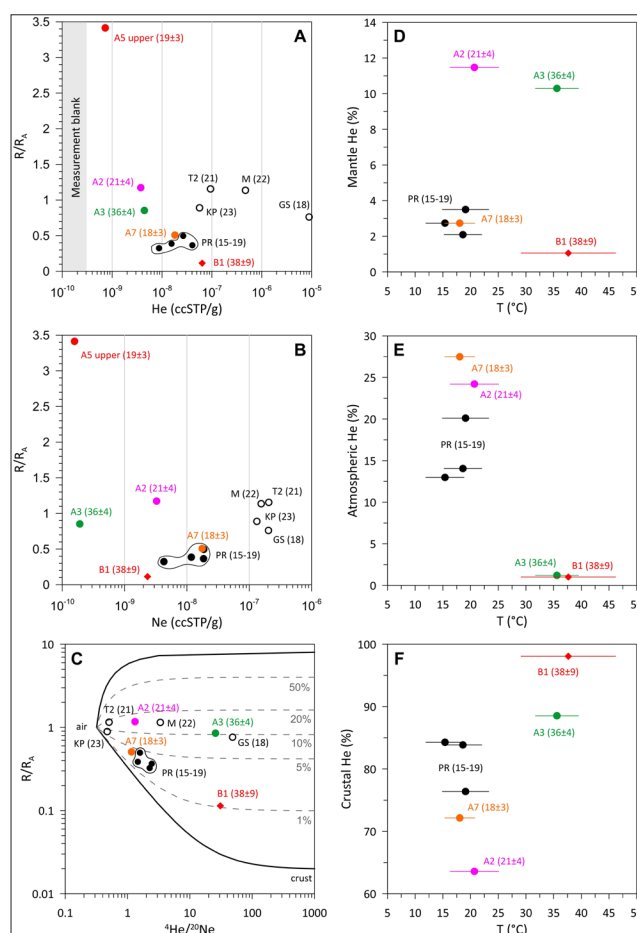 A
3.5
3
2.5
2
1.5
1
0.5
0
R/RA
Measurement blank
A5 upper (19±3)
A2 (21±4)
T2 (21)
M (22)
A3 (36±4)
KP (23)
GS (18)
A7 (18±3)
PR (15-19)
B1 (38±9)
10⁻¹⁰ 10⁻⁹ 10⁻⁸ 10⁻⁷ 10⁻⁶ 10⁻⁵
He (ccSTP/g)
B
3.5
3
2.5
2
1.5
1
0.5
0
R/RA
A5 upper (19±3)
A2 (21±4)
M (22)
T2 (21)
A3 (36±4)
KP (23)
A7 (18±3)
GS (18)
PR (15-19)
B1 (38±9)
10⁻¹⁰ 10⁻⁹ 10⁻⁸ 10⁻⁷ 10⁻⁶
Ne (ccSTP/g)
C
10
1
0.1
0.01
R/RA
50%
T2 (21)
A2 (21±4)
20%
air
M (22)
A3 (36±4)
KP (23)
10%
GS (18)
A7 (18±3)
PR (15-19)
5%
B1 (38±9)
1%
crust
0.1 1 10 100 1000
⁴He/²⁰Ne
D
14
12
10
8
6
4
2
0
Mantle He (%)
A2 (21±4)
A3 (36±4)
PR (15-19)
A7 (18±3)
B1 (38±9)
5 10 15 20 25 30 35 40 45 50
T (°C)
E
30
25
20
15
10
5
0
Atmospheric He (%)
A7 (18±3)
A2 (21±4)
PR (15-19)
A3 (36±4)
B1 (38±9)
5 10 15 20 25 30 35 40 45 50
T (°C)
F
100
90
80
70
60
Crustal He (%)
B1 (38±9)
A3 (36±4)
PR (15-19)
A7 (18±3)
A2 (21±4)
5 10 15 20 25 30 35 40 45 50
T (°C)